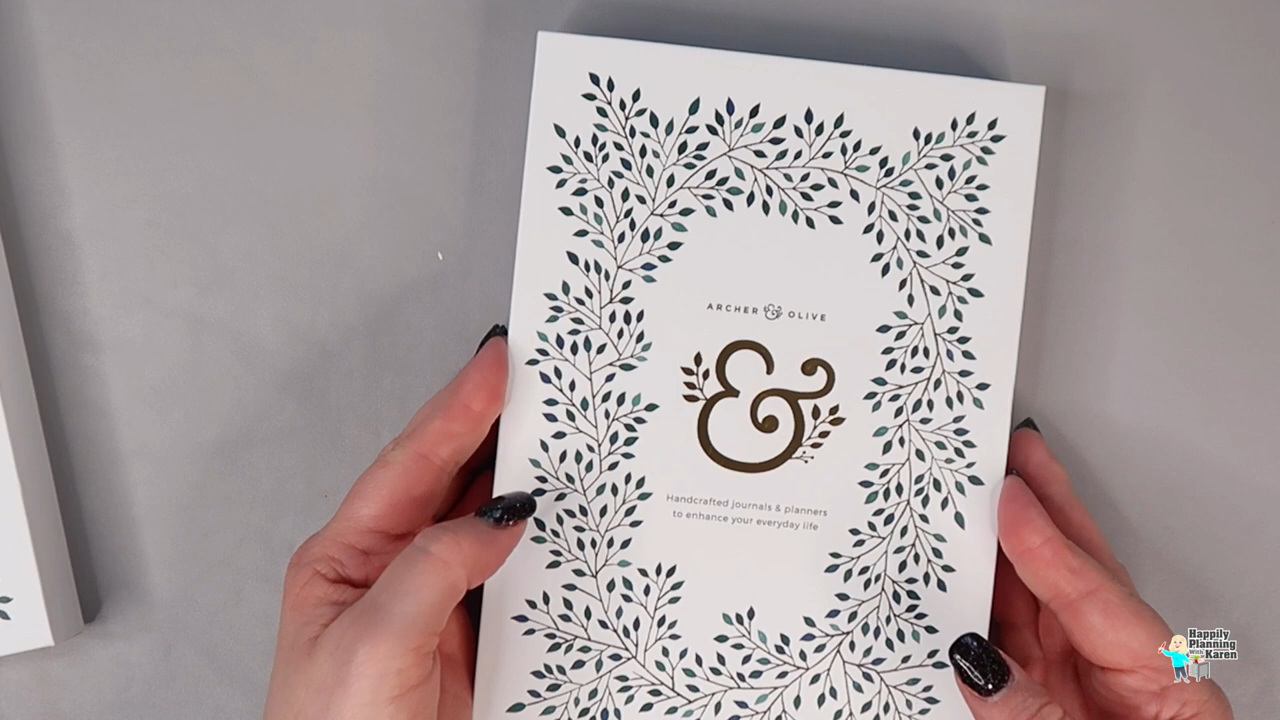 ARCHER & OLIVE
&
Handcrafted journals & planners
to enhance your everyday life
Happily
Planning
With
Karen